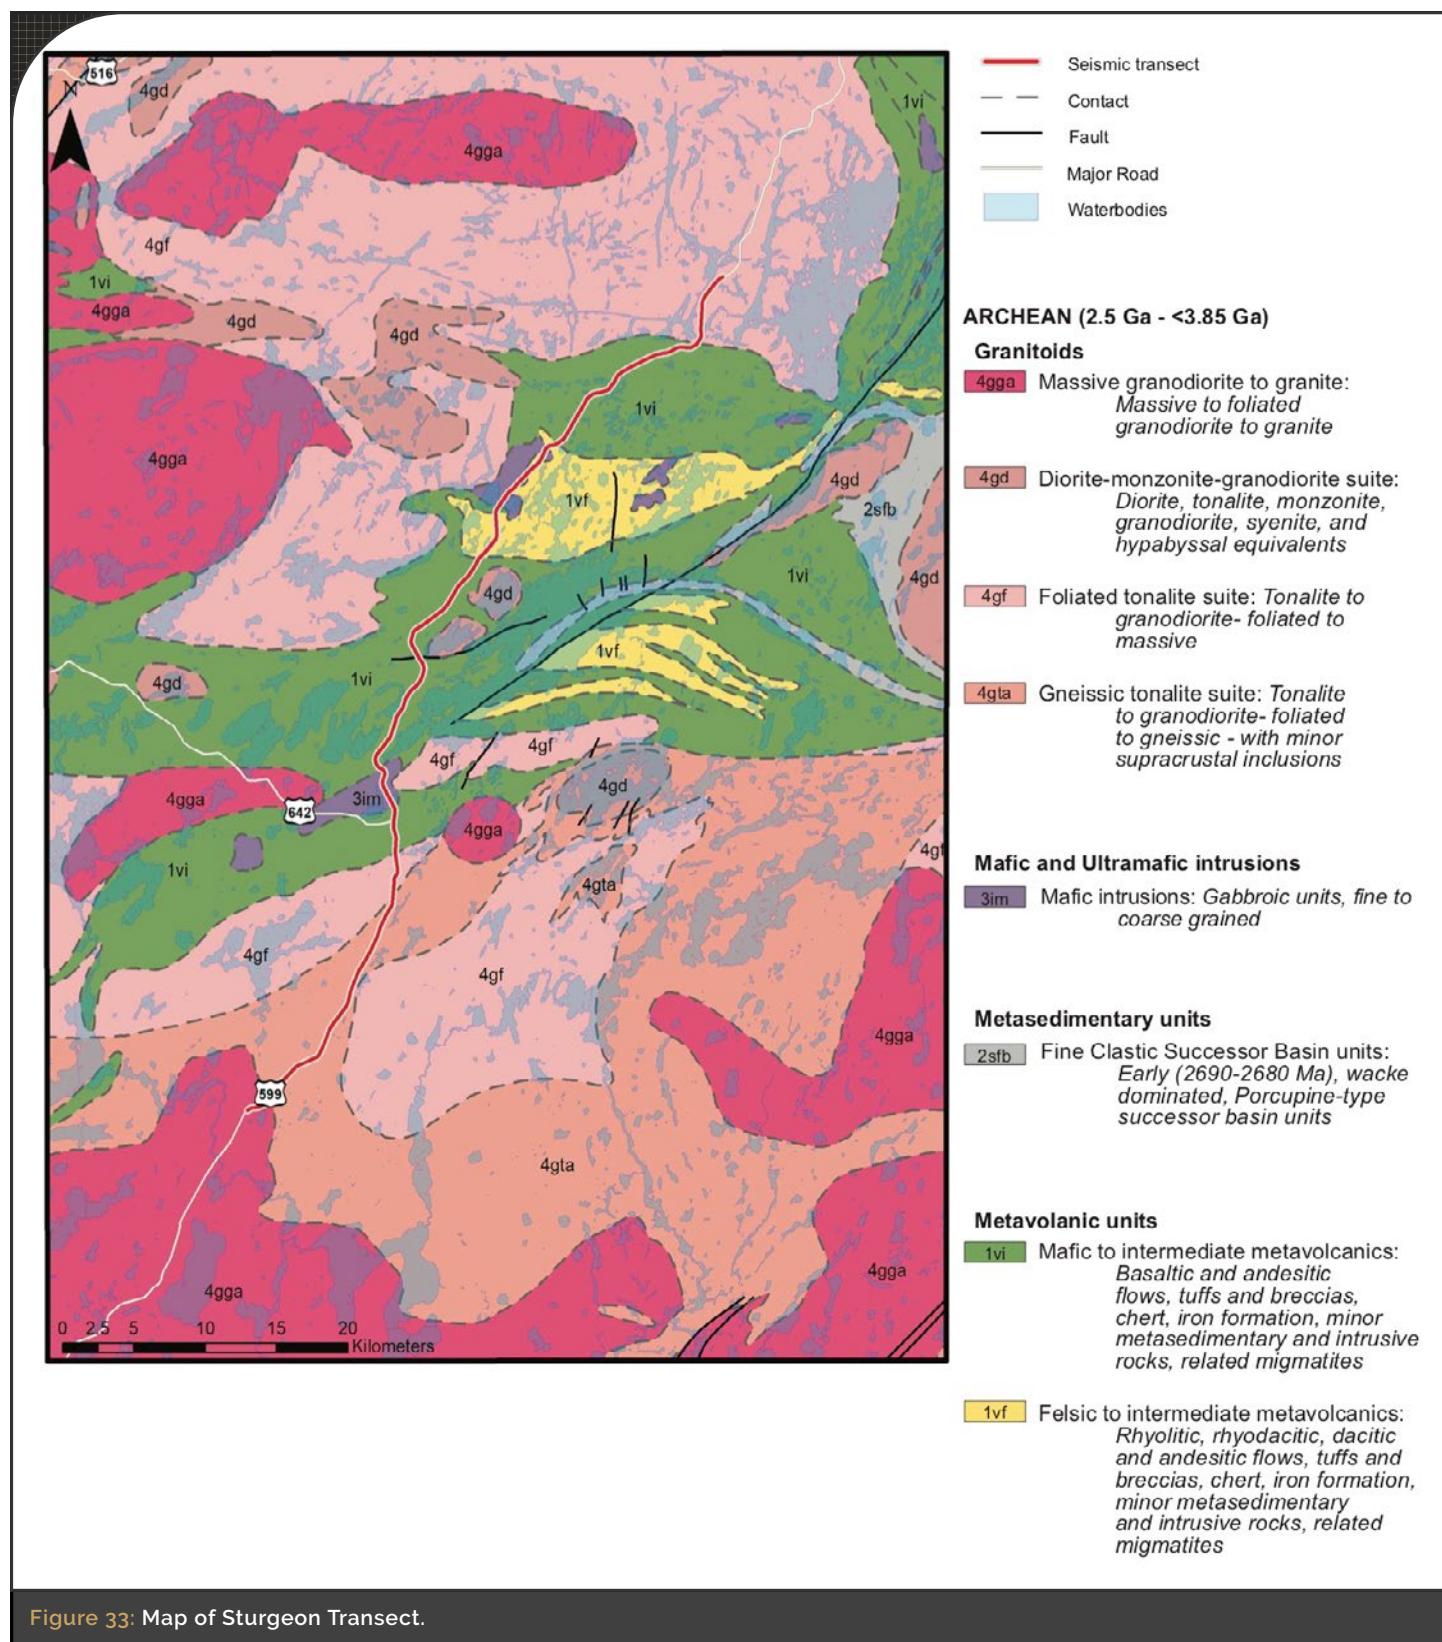 516
N
4gd
1vi
4gga
4gf
1vi
4gga
4gd
4gd
1vi
4gga
1vf
4gd
2sfb
1vi
4gd
4gd
1vf
1vi
4gd
4gf
4gf
4gd
4gga
3im
642
4gga
4gf
1vi
4gta
4gf
4gf
4gga
599
4gta
4gga
4gga
0 2.5 5 10 15 20
Kilometers
Seismic transect
Contact
Fault
Major Road
Waterbodies
ARCHEAN (2.5 Ga - <3.85 Ga)
Granitoids
4gga Massive granodiorite to granite:
Massive to foliated
granodiorite to granite
4gd Diorite-monzonite-granodiorite suite:
Diorite, tonalite, monzonite,
granodiorite, syenite, and
hypabyssal equivalents
4gf Foliated tonalite suite: Tonalite to
granodiorite- foliated to
massive
4gta Gneissic tonalite suite: Tonalite
to granodiorite- foliated
to gneissic - with minor
supracrustal inclusions
Mafic and Ultramafic intrusions
3im Mafic intrusions: Gabbroic units, fine to
coarse grained
Metasedimentary units
2sfb Fine Clastic Successor Basin units:
Early (2690-2680 Ma), wacke
dominated, Porcupine-type
successor basin units
Metavolanic units
1vi Mafic to intermediate metavolcanics:
Basaltic and andesitic
flows, tuffs and breccias,
chert, iron formation, minor
metasedimentary and intrusive
rocks, related migmatites
1vf Felsic to intermediate metavolcanics:
Rhyolitic, rhyodacitic, dacitic
and andesitic flows, tuffs and
breccias, chert, iron formation,
minor metasedimentary
and intrusive rocks, related
migmatites
Figure 33: Map of Sturgeon Transect.